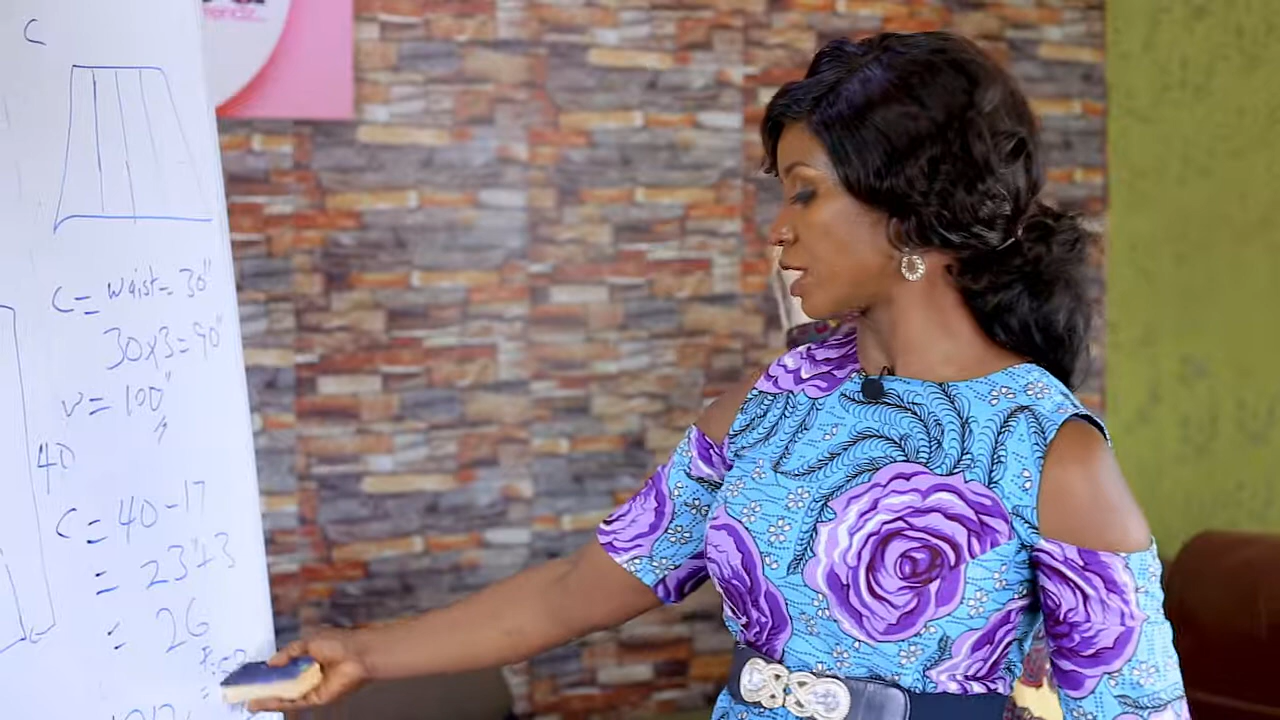 C
C = waist = 30"
30x3 = 90"
w = 100"
40
C = 40-17
= 23"+3
= 26